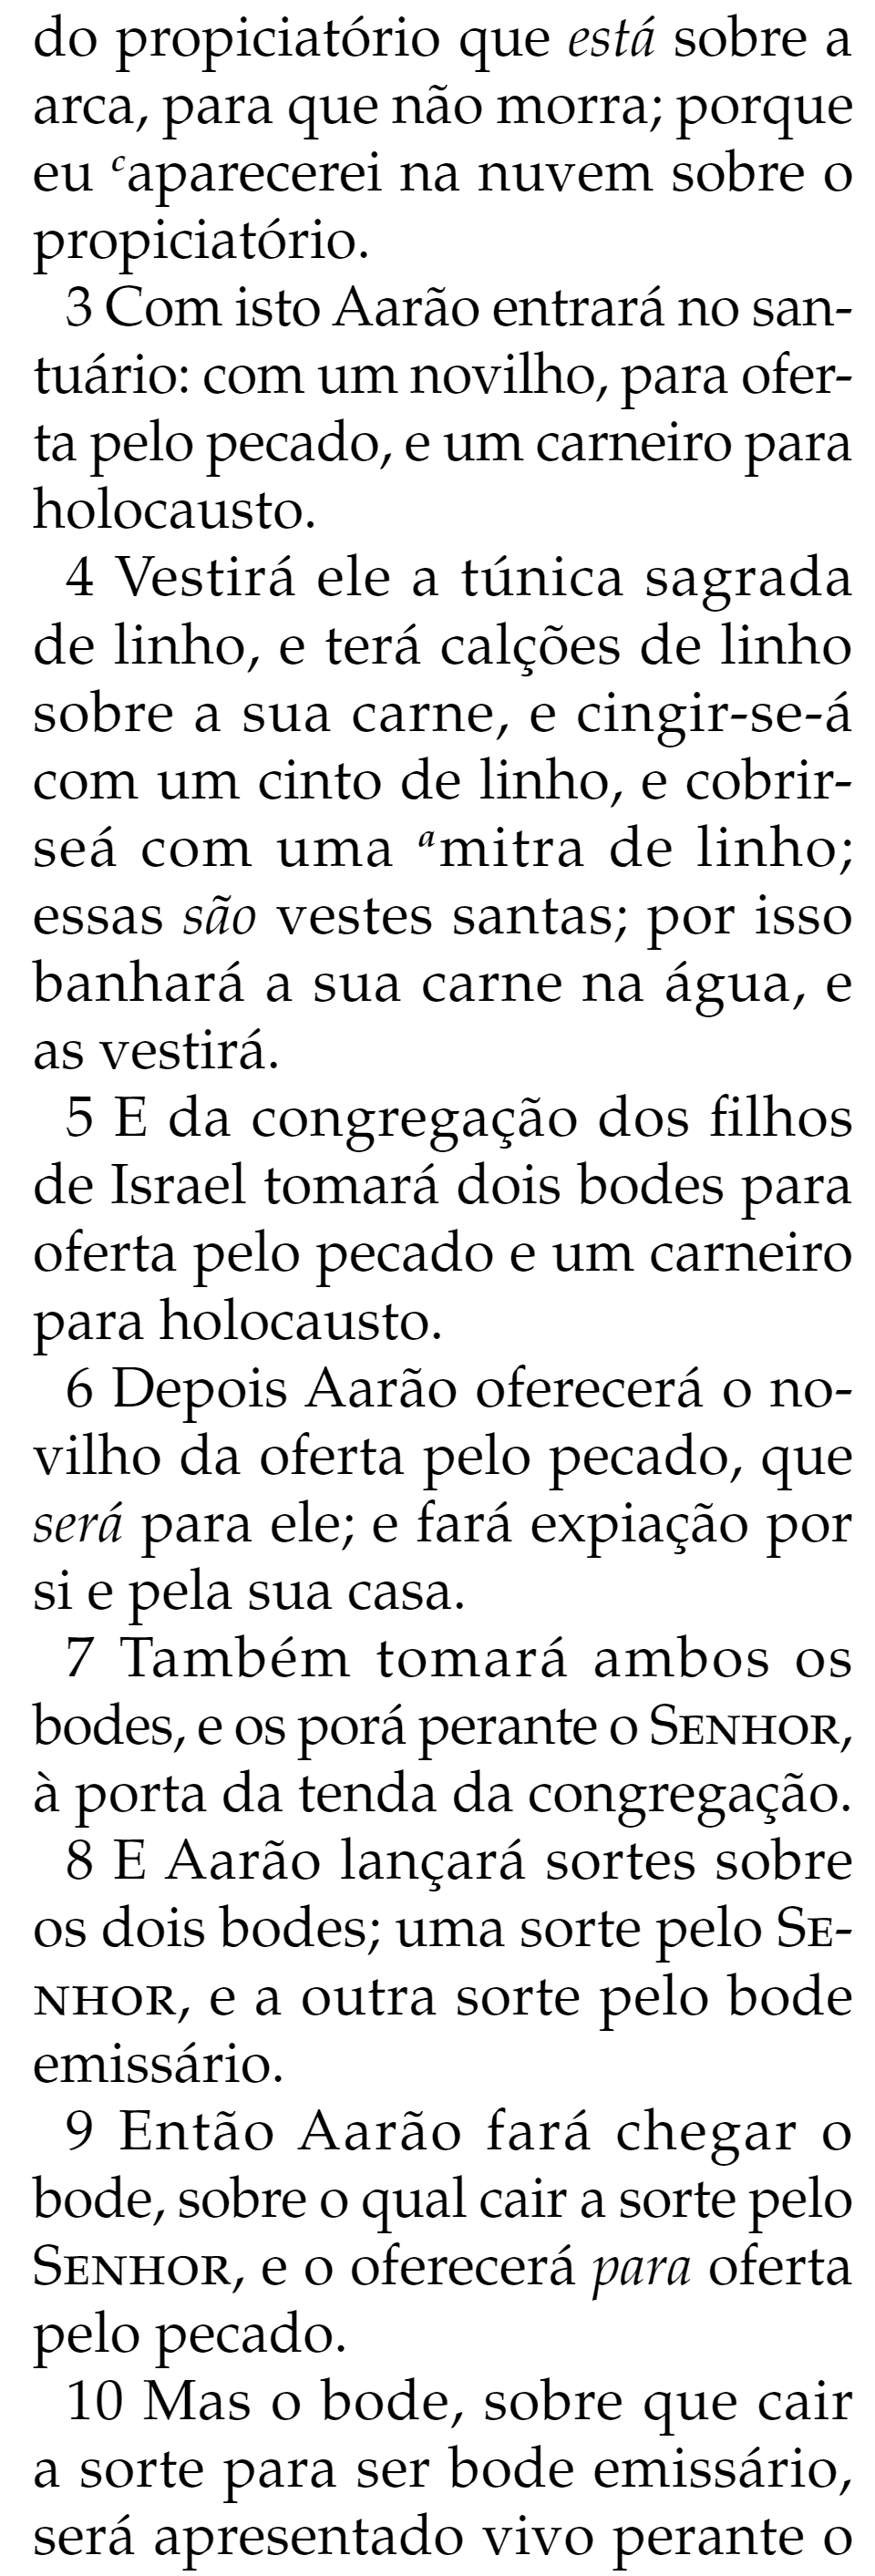 do propiciatório que está sobre a
arca, para que não morra; porque
eu ᶜaparecerei na nuvem sobre o
propiciatório.
3 Com isto Aarão entrará no san-
tuário: com um novilho, para ofer-
ta pelo pecado, e um carneiro para
holocausto.
4 Vestirá ele a túnica sagrada
de linho, e terá calções de linho
sobre a sua carne, e cingir-se-á
com um cinto de linho, e cobrir-
seá com uma ᵃmitra de linho;
essas são vestes santas; por isso
banhará a sua carne na água, e
as vestirá.
5 E da congregação dos filhos
de Israel tomará dois bodes para
oferta pelo pecado e um carneiro
para holocausto.
6 Depois Aarão oferecerá o no-
vilho da oferta pelo pecado, que
será para ele; e fará expiação por
si e pela sua casa.
7 Também tomará ambos os
bodes, e os porá perante o SENHOR,
à porta da tenda da congregação.
8 E Aarão lançará sortes sobre
os dois bodes; uma sorte pelo SE-
NHOR, e a outra sorte pelo bode
emissário.
9 Então Aarão fará chegar o
bode, sobre o qual cair a sorte pelo
SENHOR, e o oferecerá para oferta
pelo pecado.
10 Mas o bode, sobre que cair
a sorte para ser bode emissário,
será apresentado vivo perante o